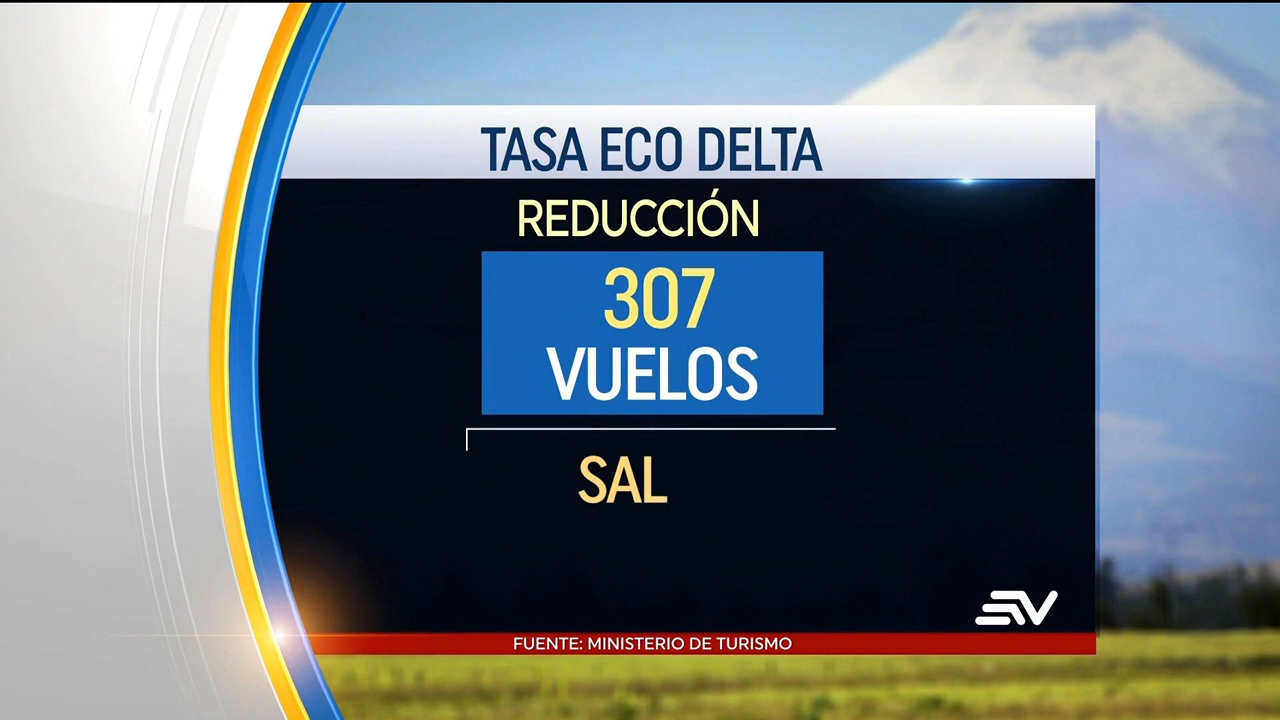 TASA ECO DELTA
REDUCCIÓN
307
VUELOS
SAL
FUENTE: MINISTERIO DE TURISMO